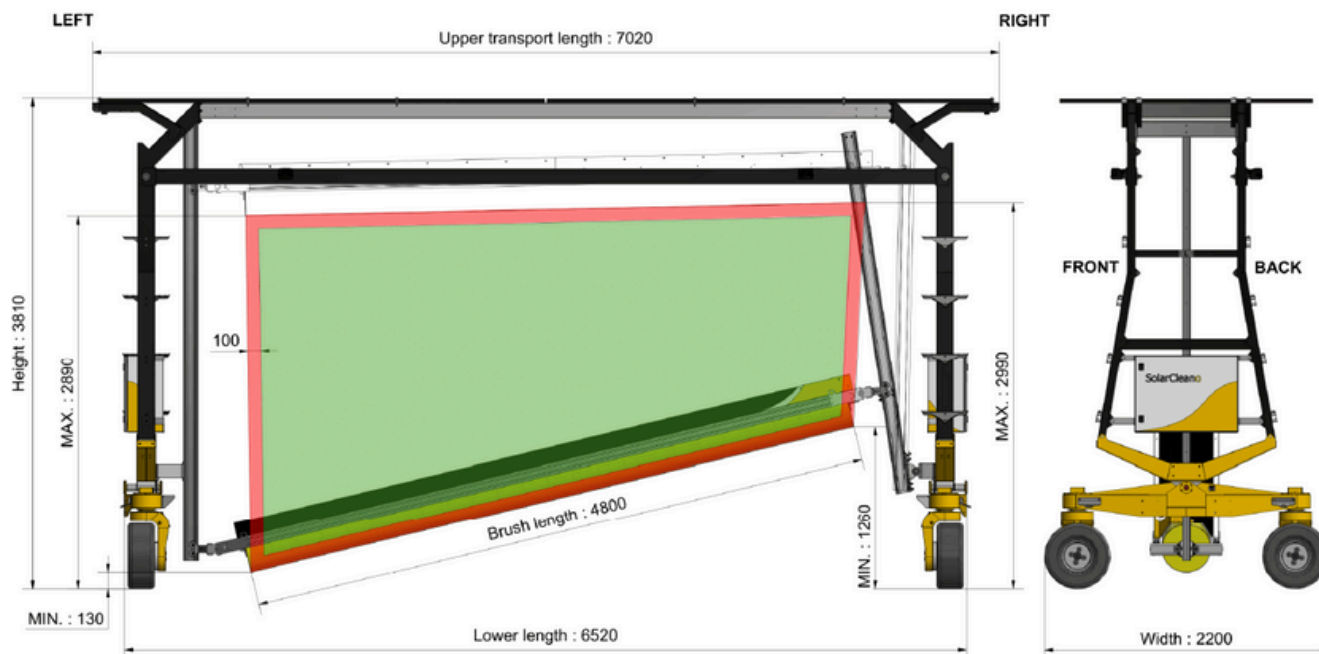 LEFT
RIGHT
Upper transport length : 7020
Height : 3810
MAX. : 2890
100
Brush length : 4800
MIN. : 1260
MAX. : 2990
MIN. : 130
Lower length : 6520
FRONT
BACK
SolarCleano
Width : 2200